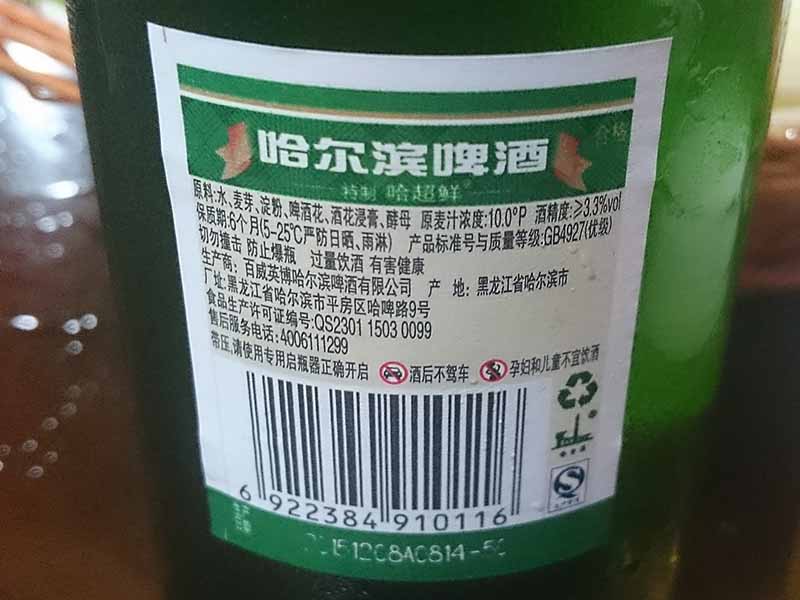 合格
哈尔滨啤酒
特制 哈超鲜
原料:水、麦芽、淀粉、啤酒花、酒花浸膏、酵母 原麦汁浓度:10.0°P 酒精度:≥3.3%vol
保质期:6个月(5-25℃严防日晒、雨淋) 产品标准号与质量等级:GB4927(优级)
切勿撞击 防止爆瓶 过量饮酒 有害健康
生产商: 百威英博哈尔滨啤酒有限公司 产 地: 黑龙江省哈尔滨市
厂址:黑龙江省哈尔滨市平房区哈啤路9号
食品生产许可证编号:QS2301 1503 0099
售后服务电话:4006111299
带压,请使用专用启瓶器正确开启 酒后不驾车 孕妇和儿童不宜饮酒
6 922384 910116